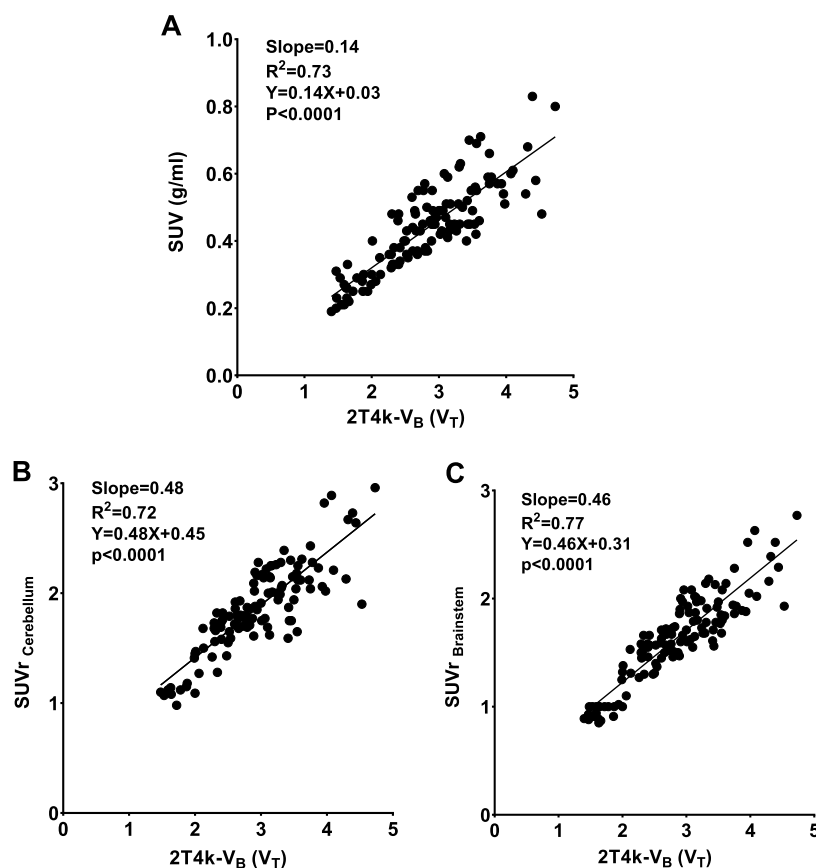 A
Slope=0.14
R²=0.73
Y=0.14X+0.03
P<0.0001
1.0
0.8
0.6
0.4
0.2
0.0
SUV (g/ml)
0 1 2 3 4 5
2T4k-V_B (V_T)
B
Slope=0.48
R²=0.72
Y=0.48X+0.45
p<0.0001
3
2
1
0
SUVr Cerebellum
0 1 2 3 4 5
2T4k-V_B (V_T)
C
Slope=0.46
R²=0.77
Y=0.46X+0.31
p<0.0001
3
2
1
0
SUVr Brainstem
0 1 2 3 4 5
2T4k-V_B (V_T)